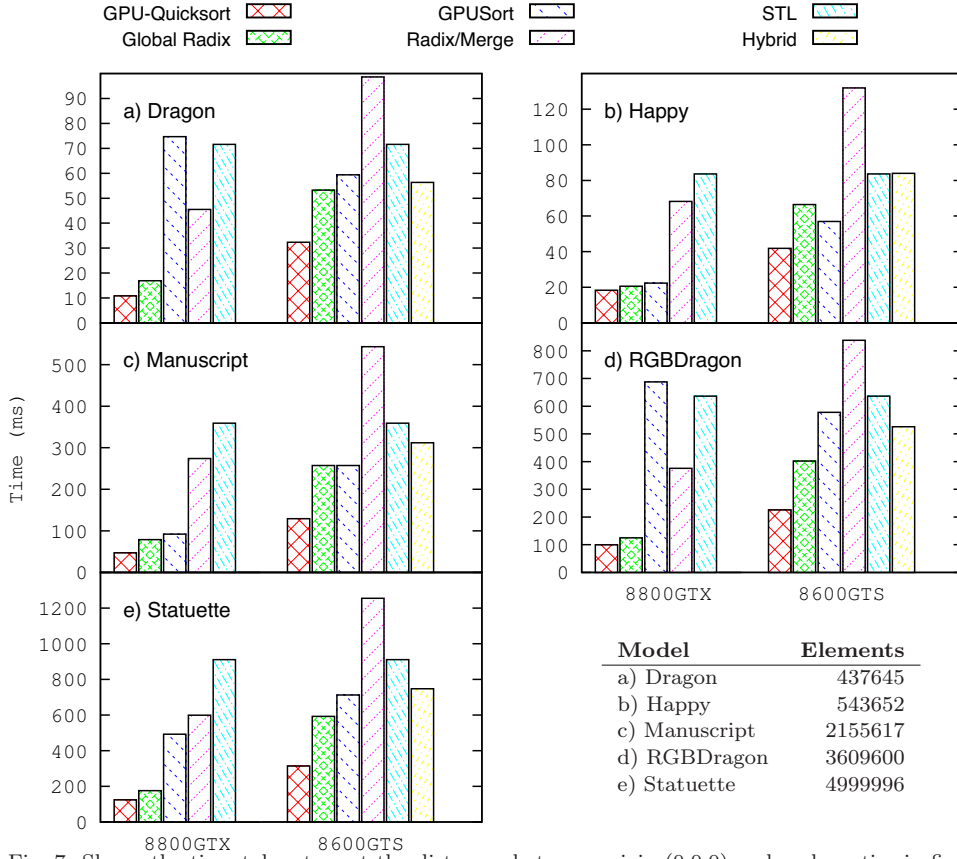 GPU-Quicksort
GPUSort
STL
Global Radix
Radix/Merge
Hybrid
a) Dragon
90
80
70
60
50
40
30
20
10
0
b) Happy
120
100
80
60
40
20
0
Time (ms)
c) Manuscript
500
400
300
200
100
0
d) RGBDragon
800
700
600
500
400
300
200
100
0
8800GTX
8600GTS
e) Statuette
1200
1000
800
600
400
200
0
8800GTX
8600GTS
Model Elements
a) Dragon 437645
b) Happy 543652
c) Manuscript 2155617
d) RGBDragon 3609600
e) Statuette 4999996